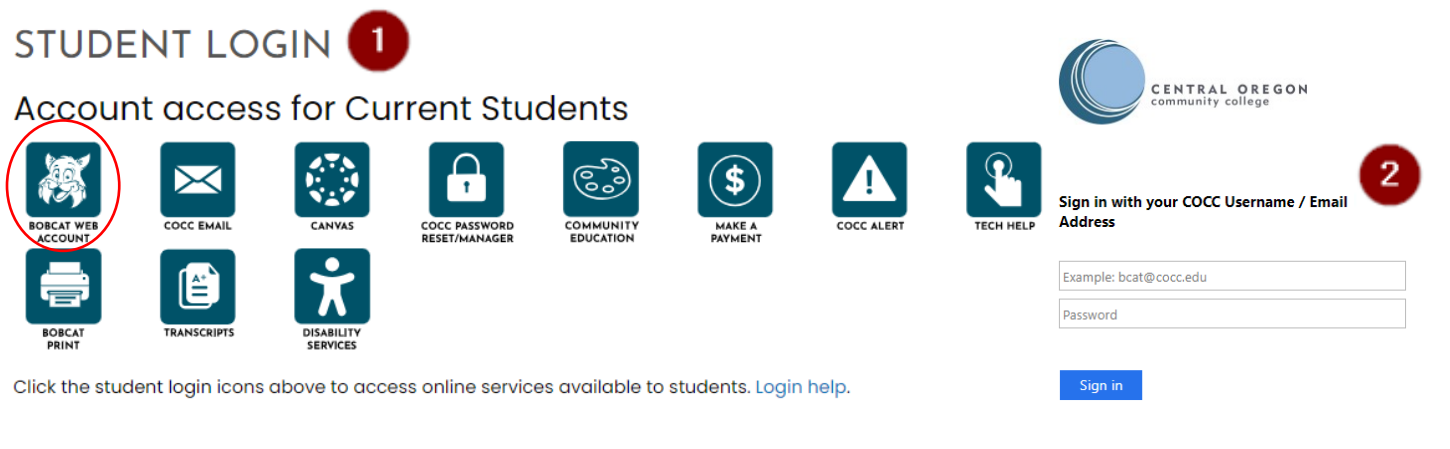 STUDENT LOGIN 1
Account access for Current Students
BOBCAT WEB
ACCOUNT
COCC EMAIL
CANVAS
COCC PASSWORD
RESET/MANAGER
COMMUNITY
EDUCATION
$
MAKE A
PAYMENT
!
COCC ALERT
TECH HELP
BOBCAT
PRINT
A+
TRANSCRIPTS
DISABILITY
SERVICES
Click the student login icons above to access online services available to students. Login help.
CENTRAL OREGON
community college
2
Sign in with your COCC Username / Email
Address
Example: bcat@cocc.edu
Password
Sign in